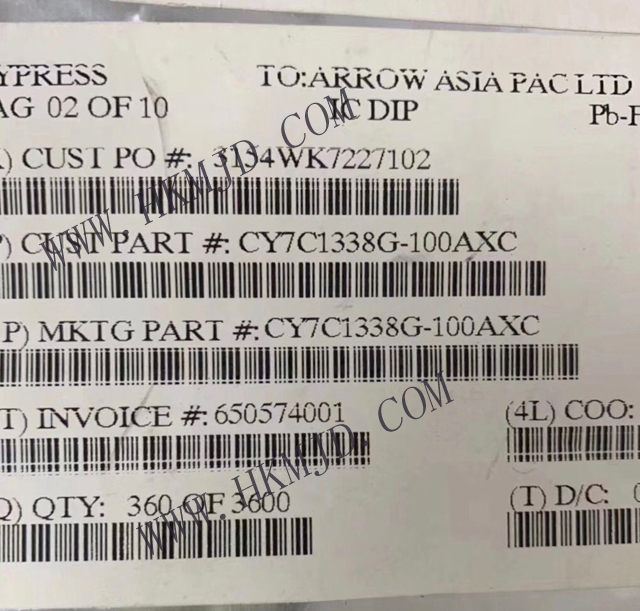 YPRESS TO:ARROW ASIA PAC LTD
AG 02 OF 10 IC DIP Pb-F
) CUST PO #: 3134WK7227102
P) CUST PART #: CY7C1338G-100AXC
P) MKTG PART #: CY7C1338G-100AXC
T) INVOICE #: 650574001 (4L) COO:
Q) QTY: 360 OF 3600 (T) D/C: 0
WWW.HKMJD.COM
WWW.HKMJD.COM